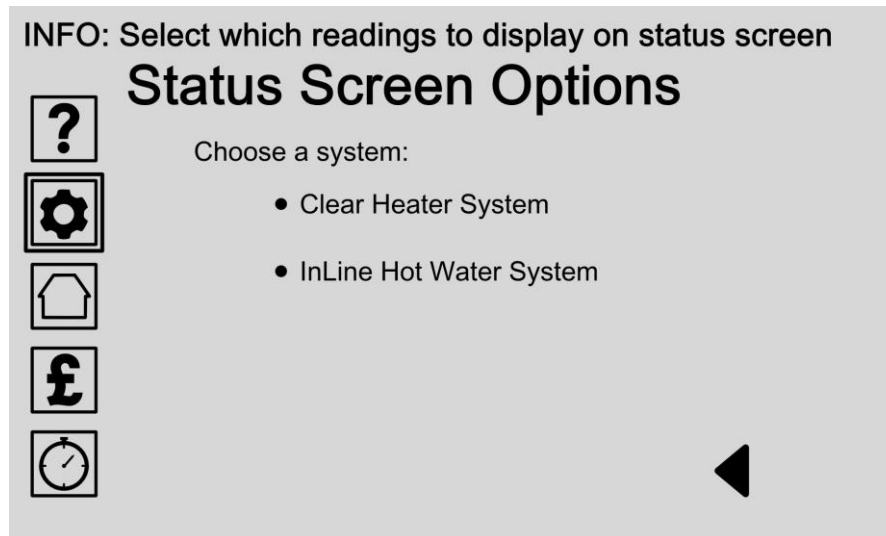 INFO: Select which readings to display on status screen
Status Screen Options
?
Choose a system:
• Clear Heater System
• InLine Hot Water System
£